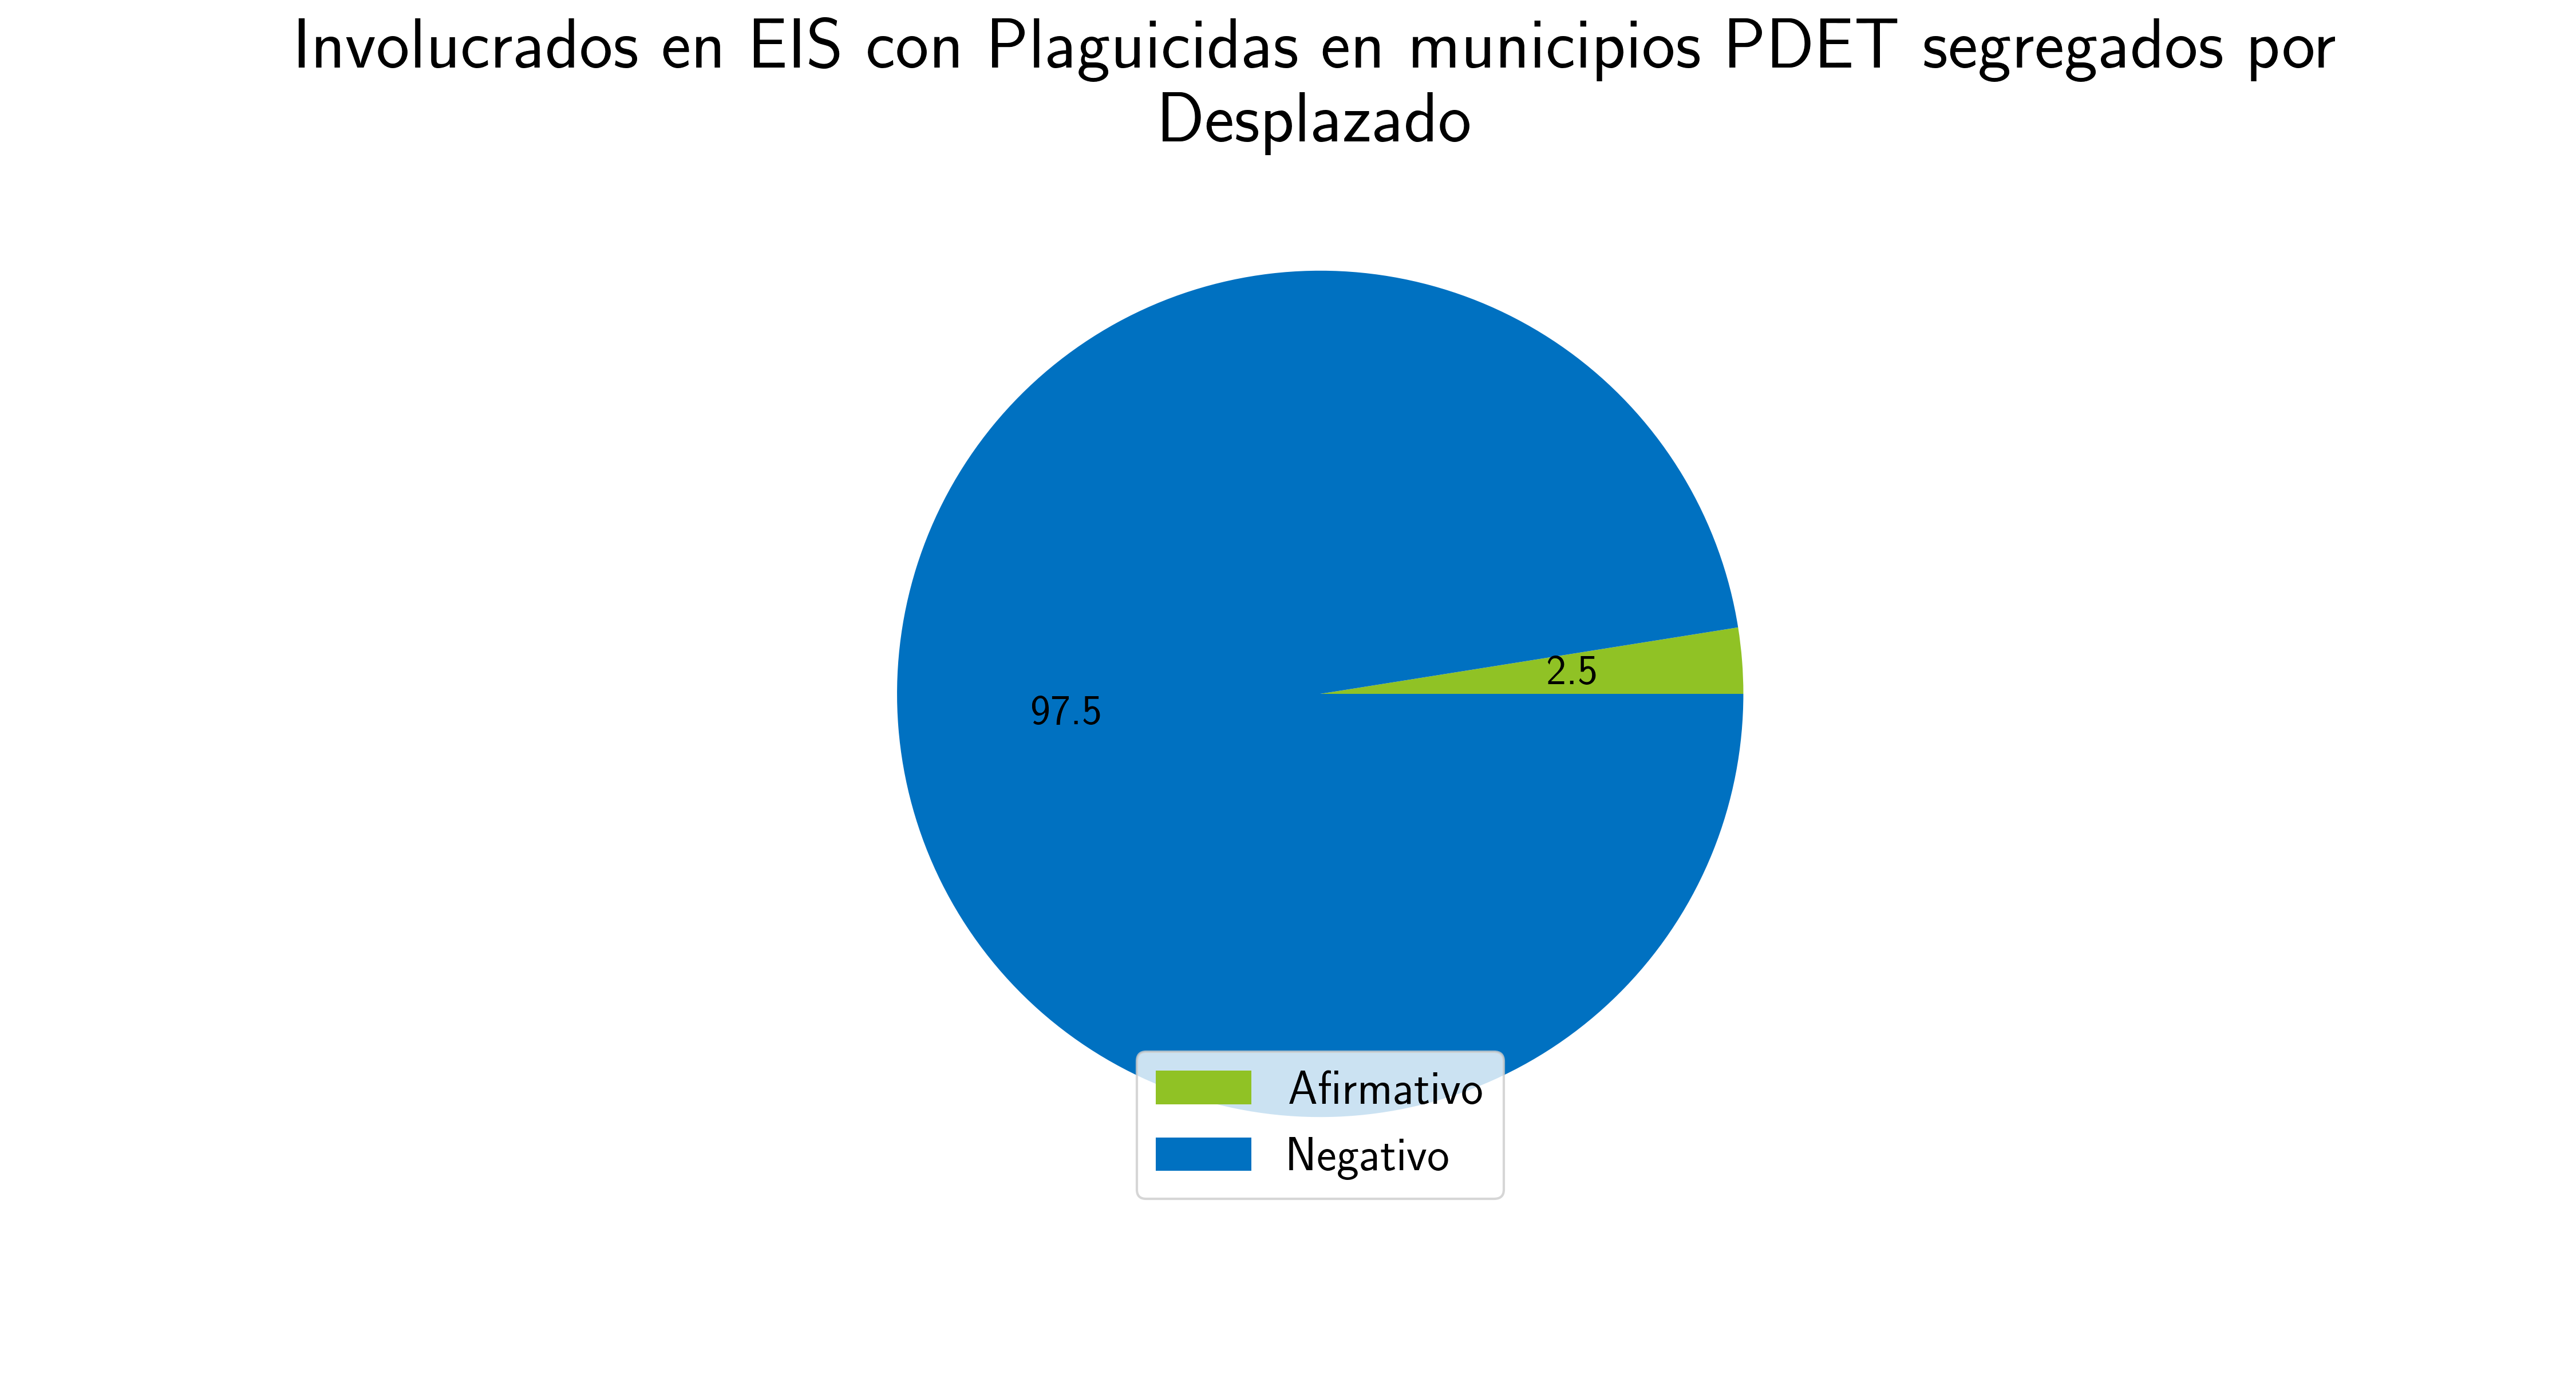 Involucrados en EIS con Plaguicidas en municipios PDET segregados por
Desplazado
2.5
97.5
Afirmativo
Negativo